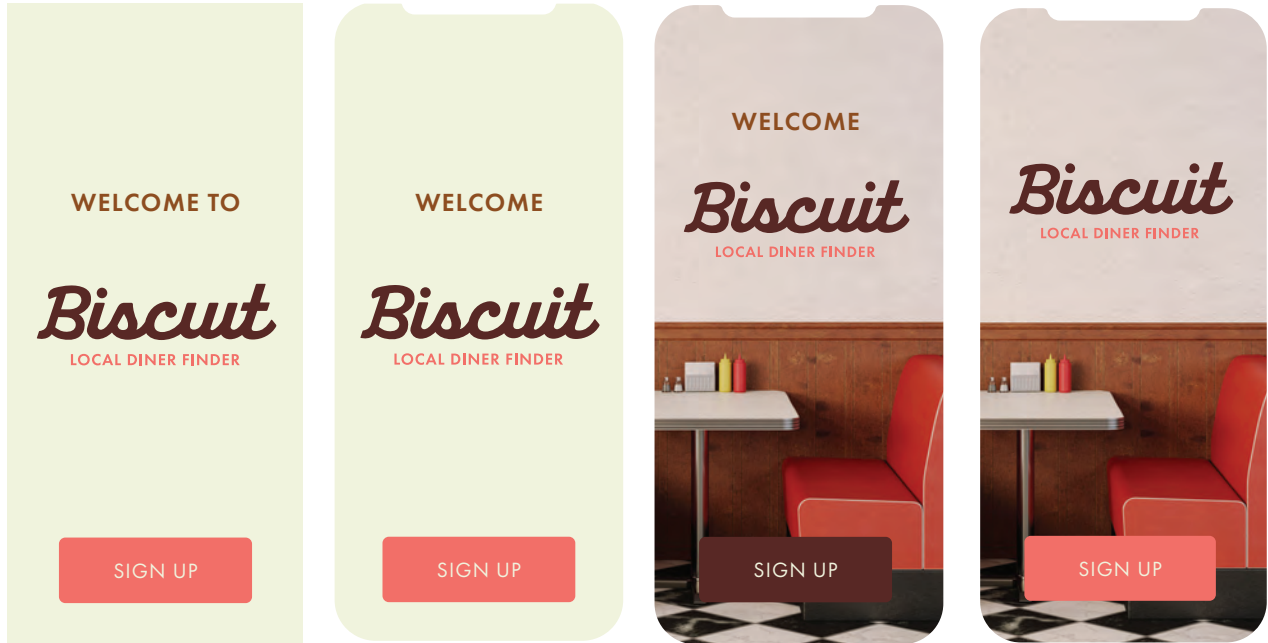 WELCOME TO
Biscuit
LOCAL DINER FINDER
SIGN UP
WELCOME
Biscuit
LOCAL DINER FINDER
SIGN UP
WELCOME
Biscuit
LOCAL DINER FINDER
SIGN UP
Biscuit
LOCAL DINER FINDER
SIGN UP